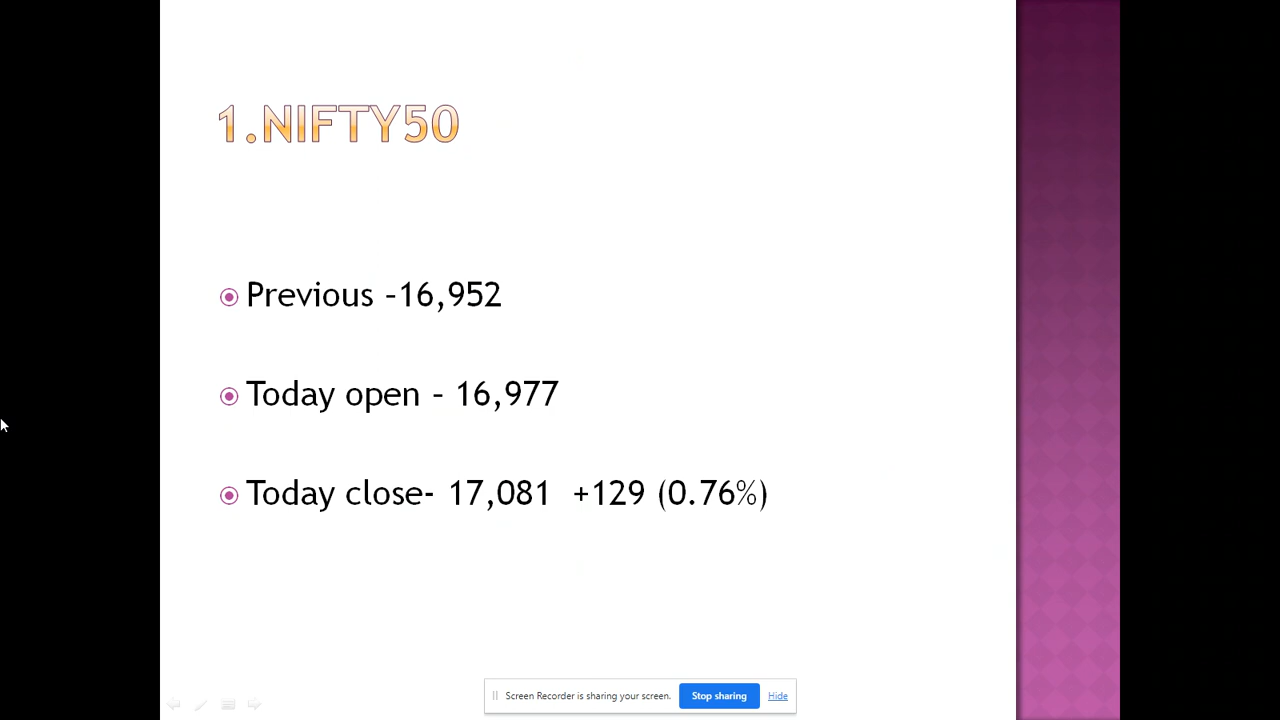 1.NIFTY50
Previous -16,952
Today open - 16,977
Today close- 17,081 +129 (0.76%)
Screen Recorder is sharing your screen. Stop sharing Hide